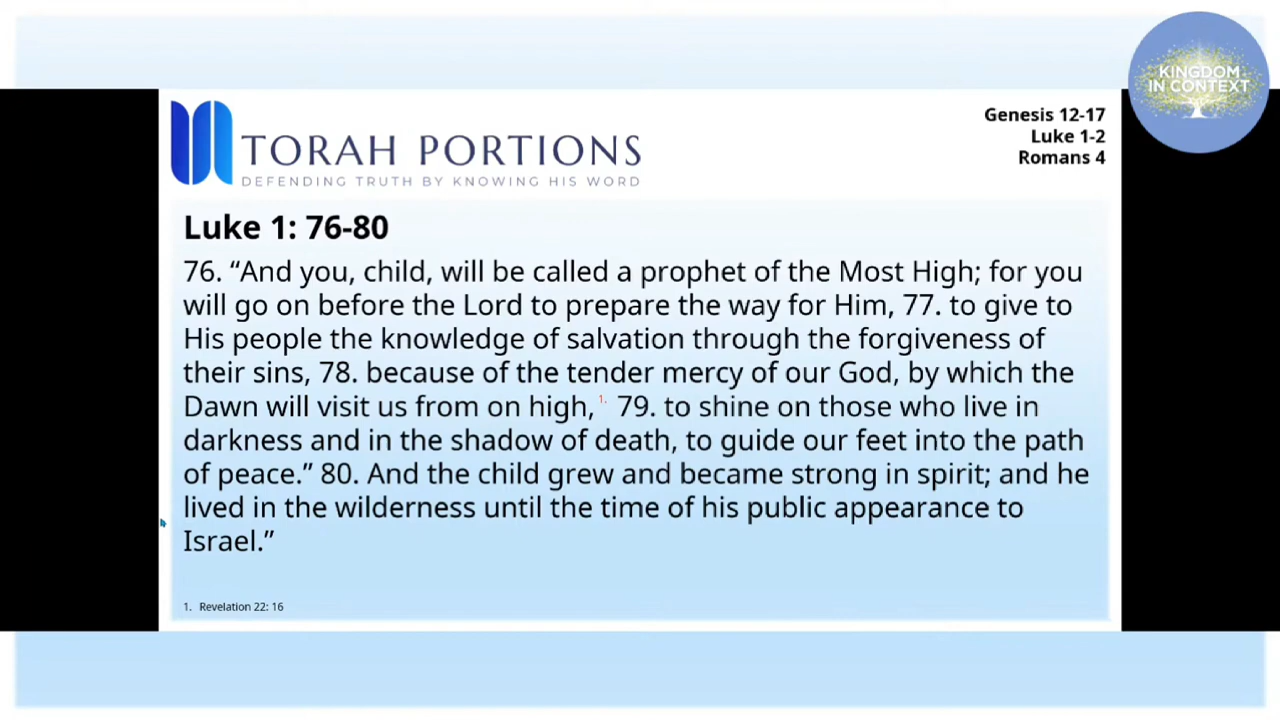 KINGDOM
IN CONTEXT
Genesis 12-17
Luke 1-2
Romans 4
TORAH PORTIONS
DEFENDING TRUTH BY KNOWING HIS WORD
Luke 1: 76-80
76. “And you, child, will be called a prophet of the Most High; for you
will go on before the Lord to prepare the way for Him, 77. to give to
His people the knowledge of salvation through the forgiveness of
their sins, 78. because of the tender mercy of our God, by which the
Dawn will visit us from on high, 1. 79. to shine on those who live in
darkness and in the shadow of death, to guide our feet into the path
of peace.” 80. And the child grew and became strong in spirit; and he
lived in the wilderness until the time of his public appearance to
Israel.”
1. Revelation 22: 16